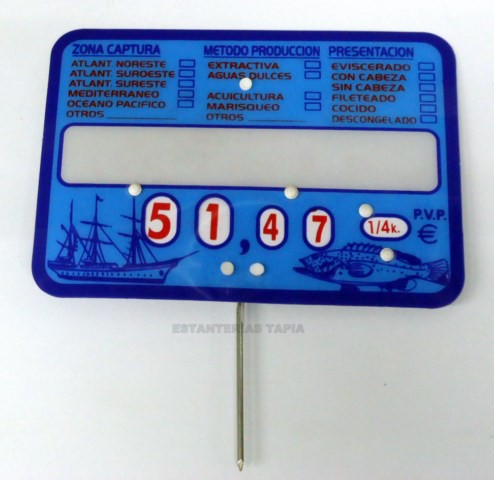 ZONA CAPTURA
ATLANT. NORESTE
ATLANT. SUROESTE
ATLANT. SURESTE
MEDITERRANEO
OCEANO PACIFICO
OTROS
METODO PRODUCCION
EXTRACTIVA
AGUAS DULCES
ACUICULTURA
MARISQUEO
OTROS
PRESENTACION
EVISCERADO
CON CABEZA
SIN CABEZA
FILETEADO
COCIDO
DESCONGELADO
51,47
1/4K.
P.V.P.
€
ESTANTERIAS TAPIA